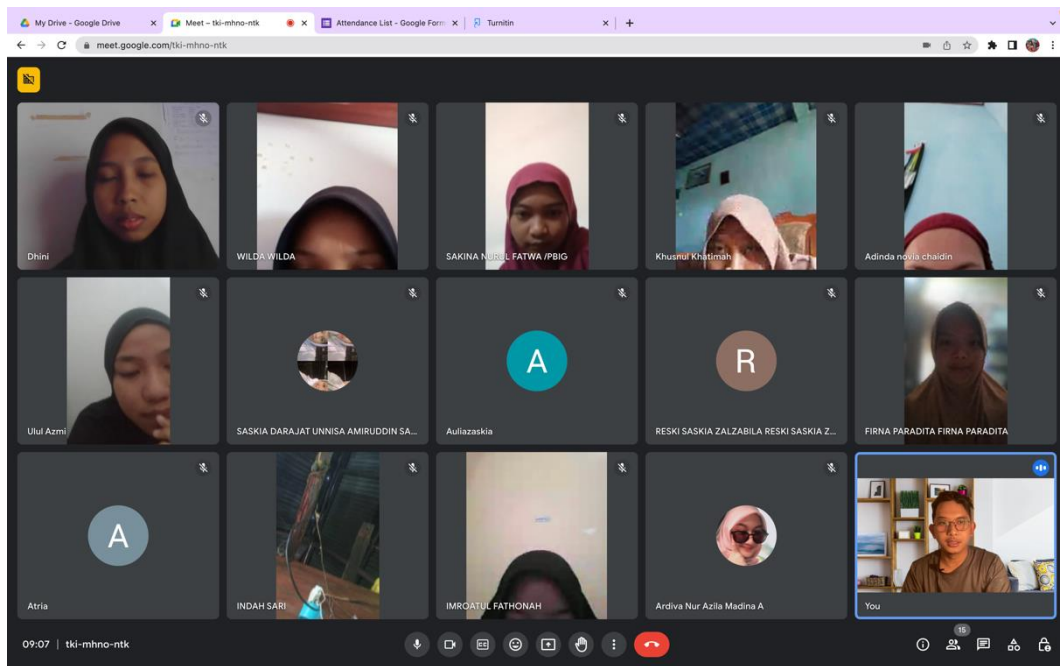 My Drive - Google Drive
Meet – tki-mhno-ntk
Attendance List - Google Form
Turnitin
meet.google.com/tki-mhno-ntk
Dhini
WILDA WILDA
SAKINA NURUL FATWA /PBIG
Khusnul Khatimah
Adinda novia chaidin
Ulul Azmi
SASKIA DARAJAT UNNISA AMIRUDDIN SA...
A
Auliazaskia
R
RESKI SASKIA ZALZABILA RESKI SASKIA Z...
FIRNA PARADITA FIRNA PARADITA
A
Atria
INDAH SARI
IMROATUL FATHONAH
Ardiva Nur Azila Madina A
You
09:07 | tki-mhno-ntk
CC
15